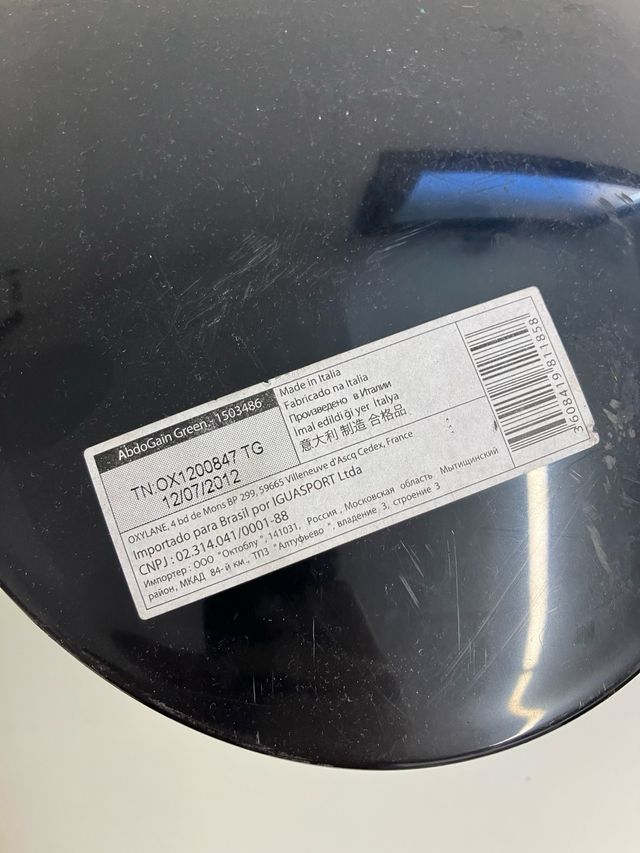 AbdoGain Green - 1503486
TN:OX1200847 TG
12/07/2012
Made in Italia
Fabricado na Italia
Произведено в Италии
Imal edildiği yer Italya
意大利 制造 合格品
OXYLANE, 4 bd de Mons BP 299, 59665 Villeneuve d'Ascq Cedex, France
Importado para Brasil por IGUASPORT Ltda
CNPJ : 02.314.041/0001-88
Импортер: ООО "Октоблу", 141031, Россия, Московская область Мытищинский
район, МКАД 84-й км., ТПЗ "Алтуфьево", владение 3, строение 3
3608419811858